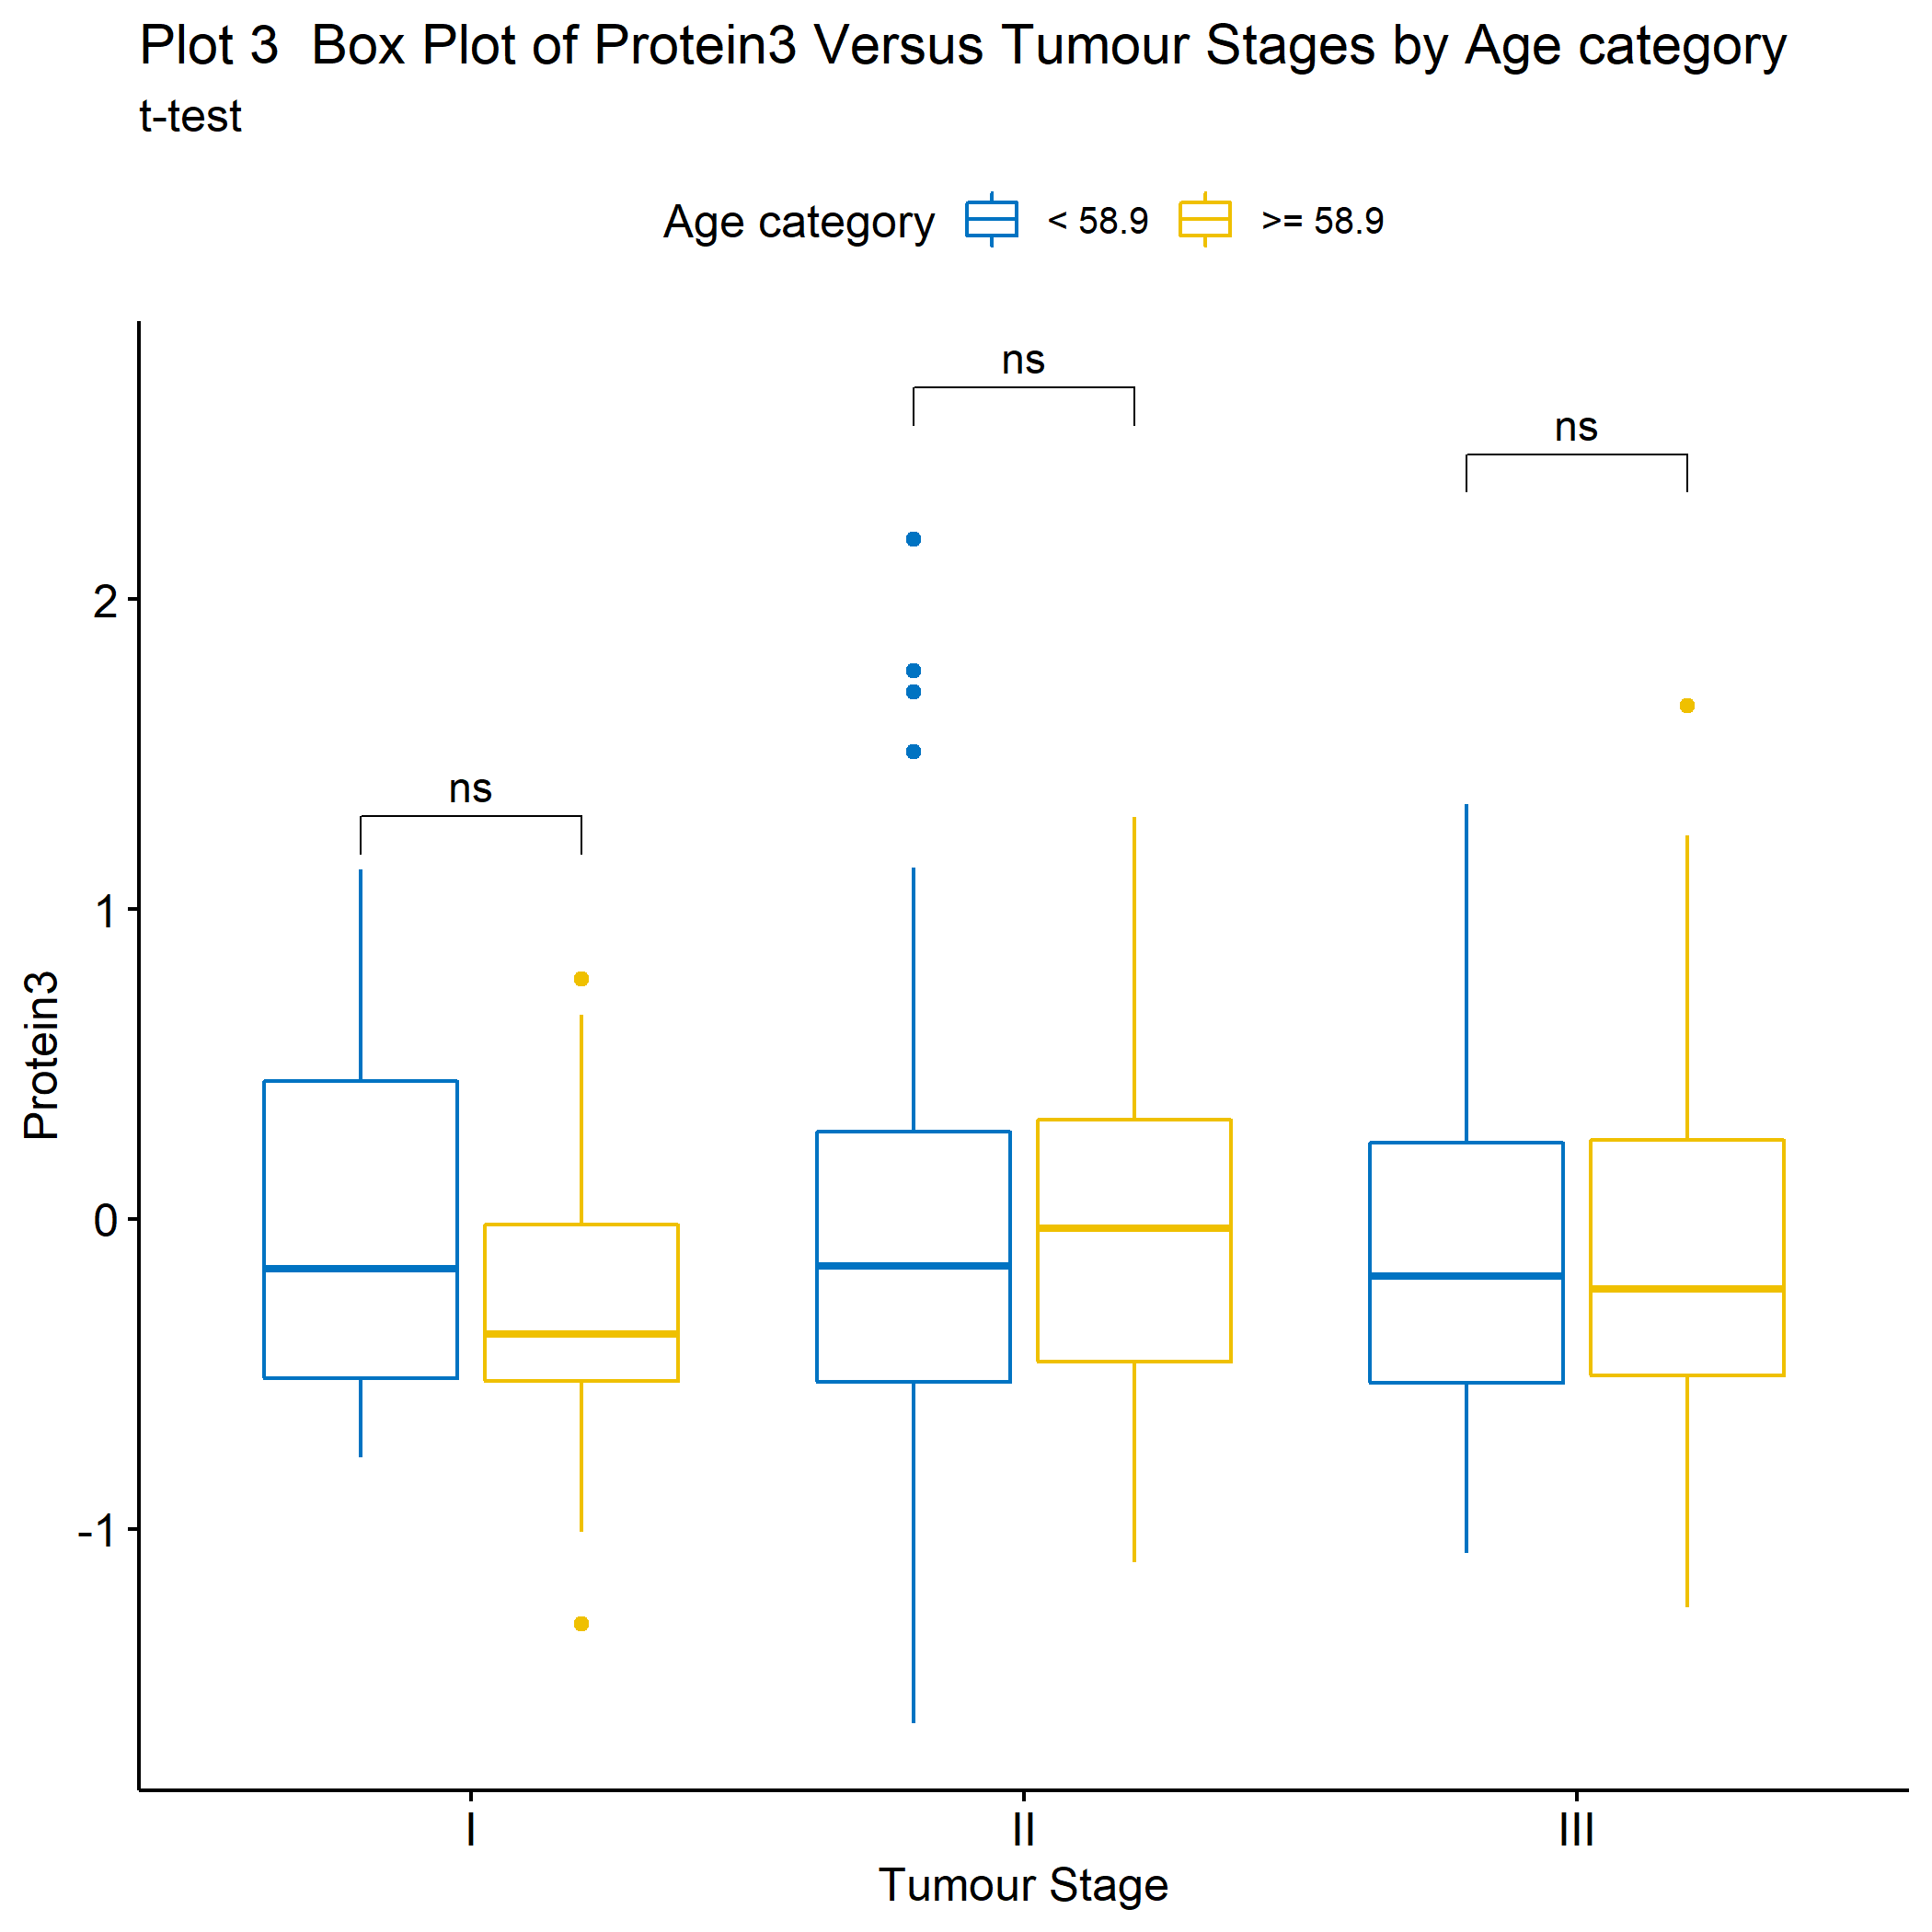 Plot 3  Box Plot of Protein3 Versus Tumour Stages by Age category
t-test
Age category < 58.9 >= 58.9
ns
ns
ns
2
1
0
-1
Protein3
I II III
Tumour Stage